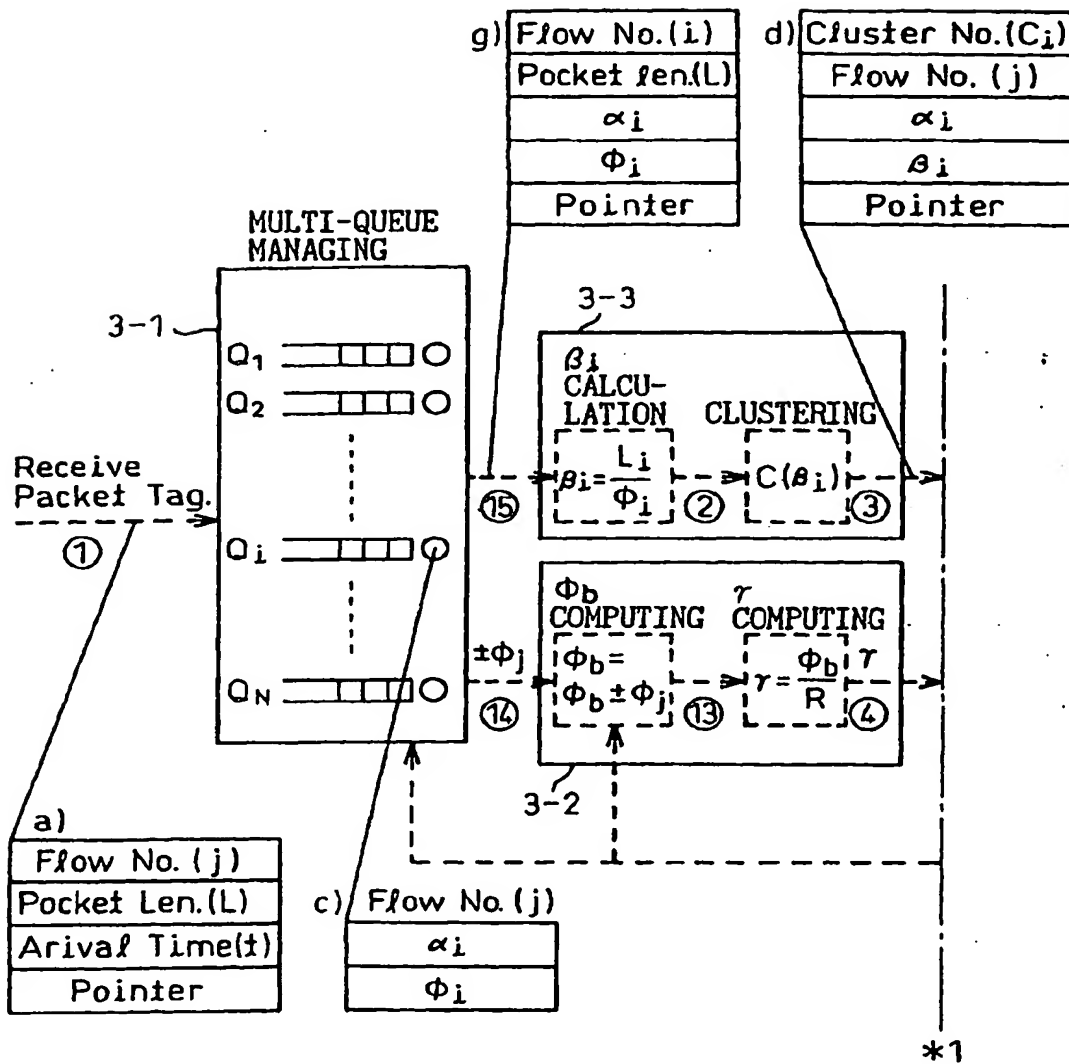 g) Flow No.(i)
Pocket len.(L)
αi
Φi
Pointer
d) Cluster No.(Ci)
Flow No. (j)
αi
βi
Pointer
MULTI-QUEUE
MANAGING
3-1
Q1
Q2
Qi
QN
Receive
Packet Tag.
①
⑮
3-3
βi
CALCU-
LATION
βi = Li / Φi
②
CLUSTERING
C(βi)
③
±Φj
⑭
Φb
COMPUTING
Φb =
Φb ± Φj
⑬
γ
COMPUTING
γ = Φb / R
γ
④
3-2
a)
Flow No. (j)
Pocket Len.(L)
Arival Time(t)
Pointer
c) Flow No. (j)
αi
Φi
*1